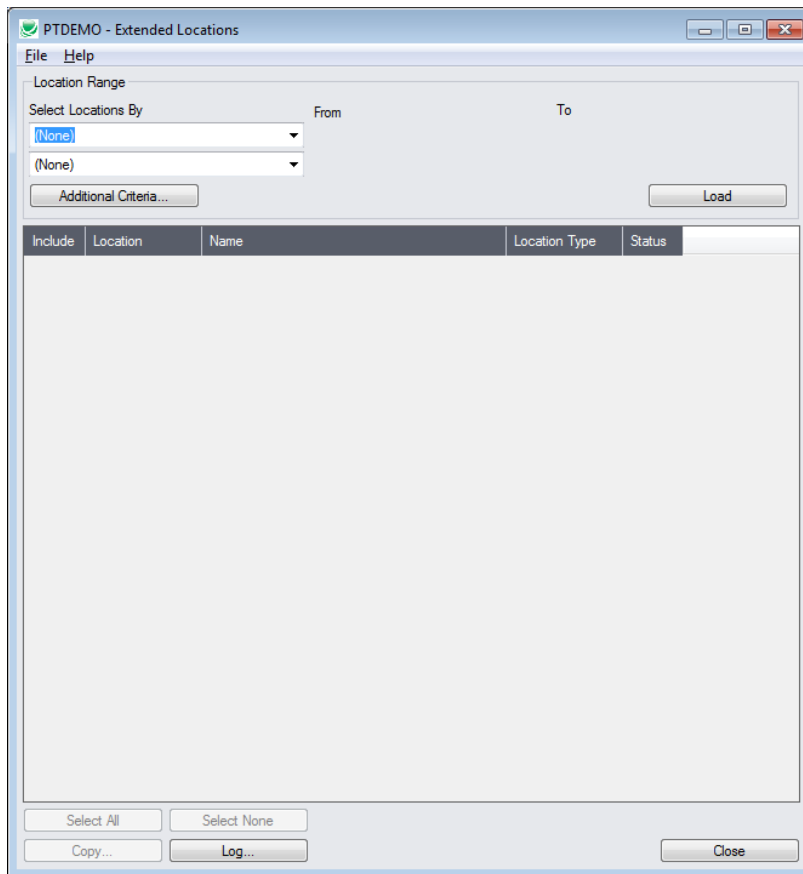 PTDEMO - Extended Locations
File Help
Location Range
Select Locations By From To
(None)
(None)
Additional Criteria... Load
Include Location Name Location Type Status
Select All Select None
Copy... Log... Close